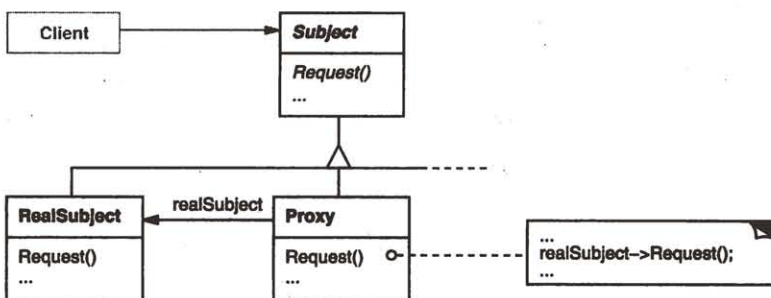 Client
Subject
Request()
...
RealSubject
Request()
...
realSubject
Proxy
Request()
...
...
realSubject->Request();
...